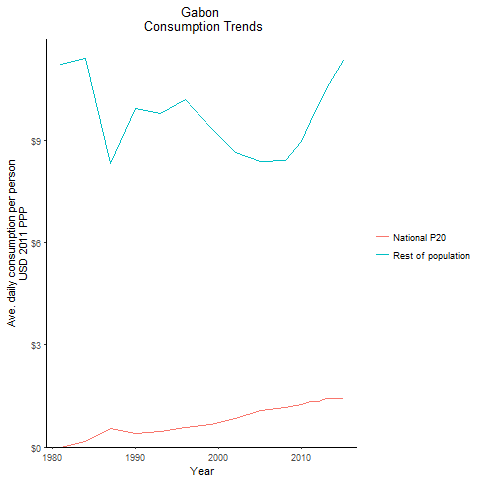 Gabon
Consumption Trends
Ave. daily consumption per person
USD 2011 PPP
$9
$6
$3
$0
1980
1990
2000
2010
Year
National P20
Rest of population